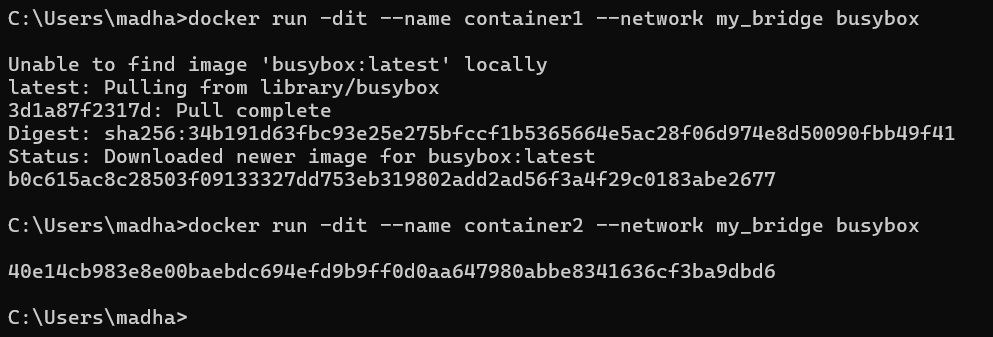 C:\Users\madha>docker run -dit --name container1 --network my_bridge busybox
Unable to find image 'busybox:latest' locally
latest: Pulling from library/busybox
3d1a87f2317d: Pull complete
Digest: sha256:34b191d63fbc93e25e275bfccf1b5365664e5ac28f06d974e8d50090fbb49f41
Status: Downloaded newer image for busybox:latest
b0c615ac8c28503f09133327dd753eb319802add2ad56f3a4f29c0183abe2677
C:\Users\madha>docker run -dit --name container2 --network my_bridge busybox
40e14cb983e8e00baebdc694efd9b9ff0d0aa647980abbe8341636cf3ba9dbd6
C:\Users\madha>